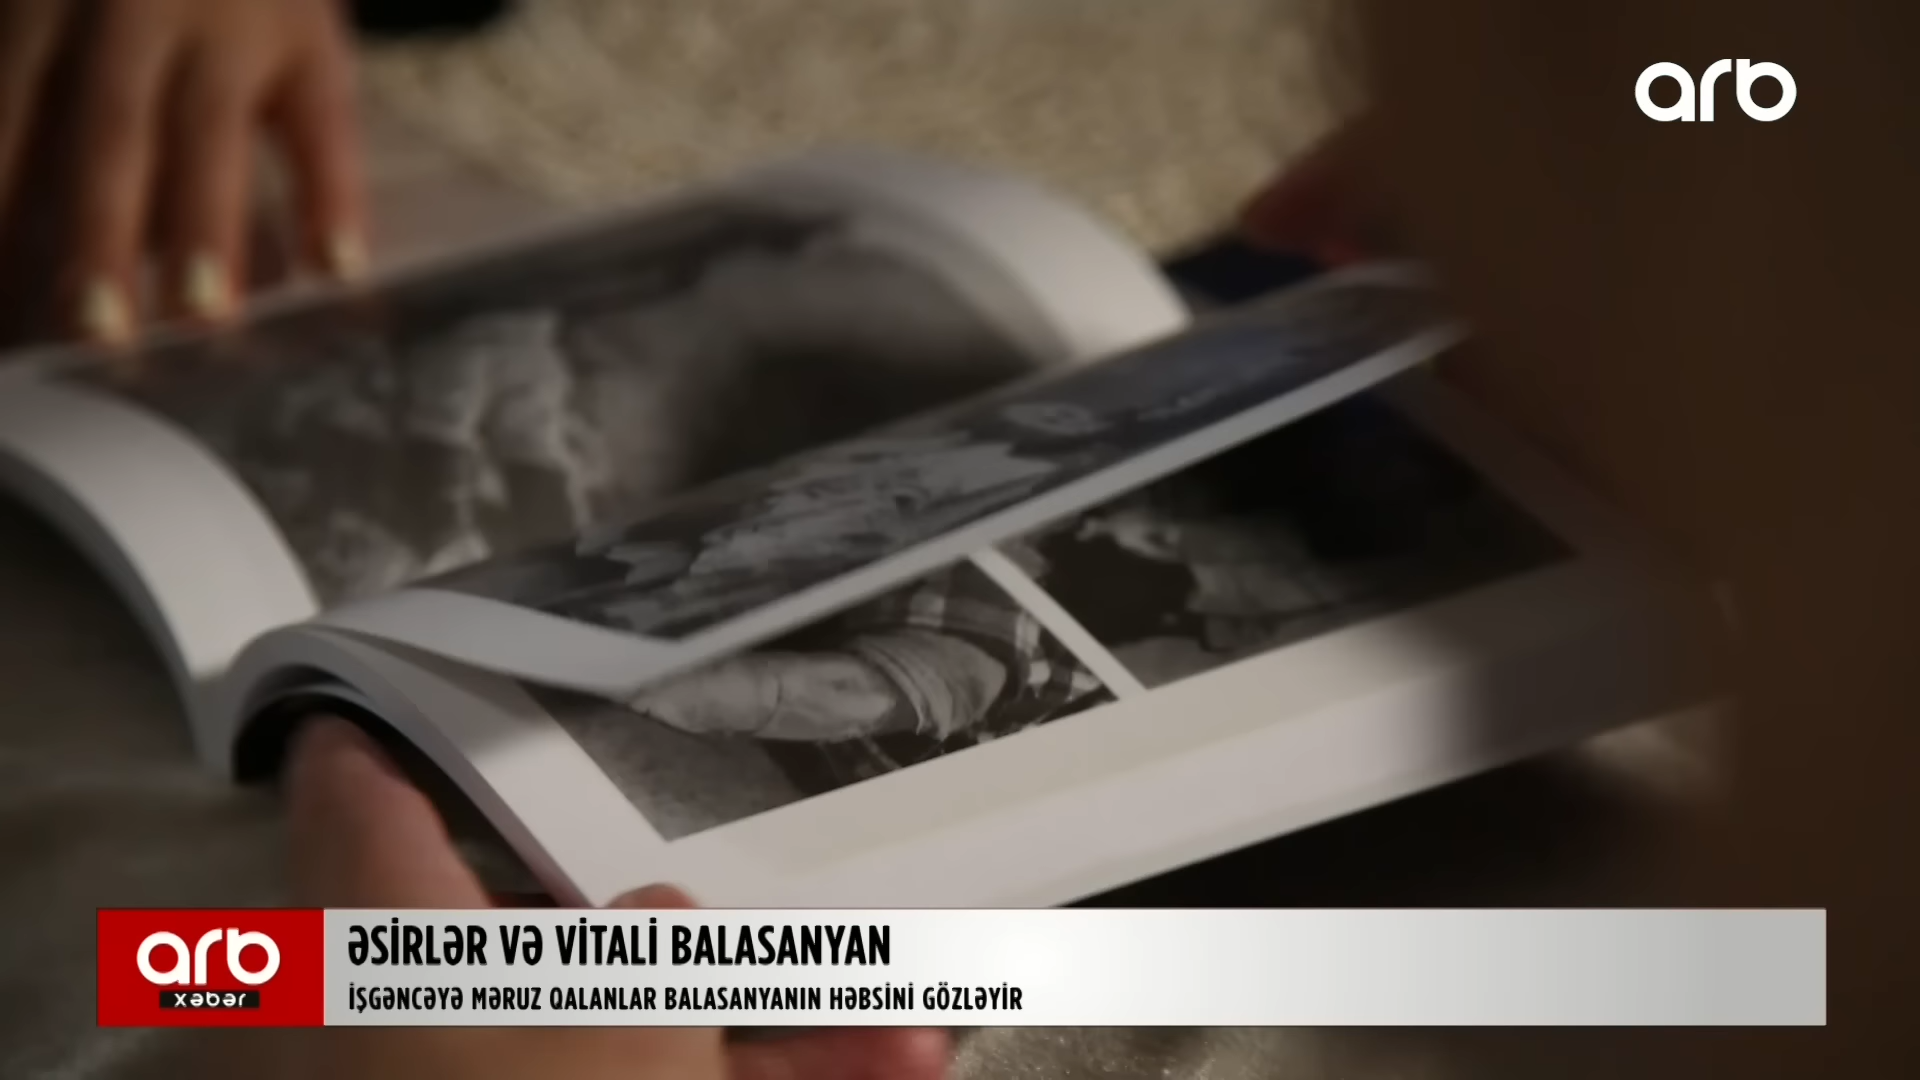 arb
ƏSİRLƏR VƏ VİTALİ BALASANYAN
arb
xəbər
İŞGƏNCƏYƏ MƏRUZ QALANLAR BALASANYANIN HƏBSİNİ GÖZLƏYİR